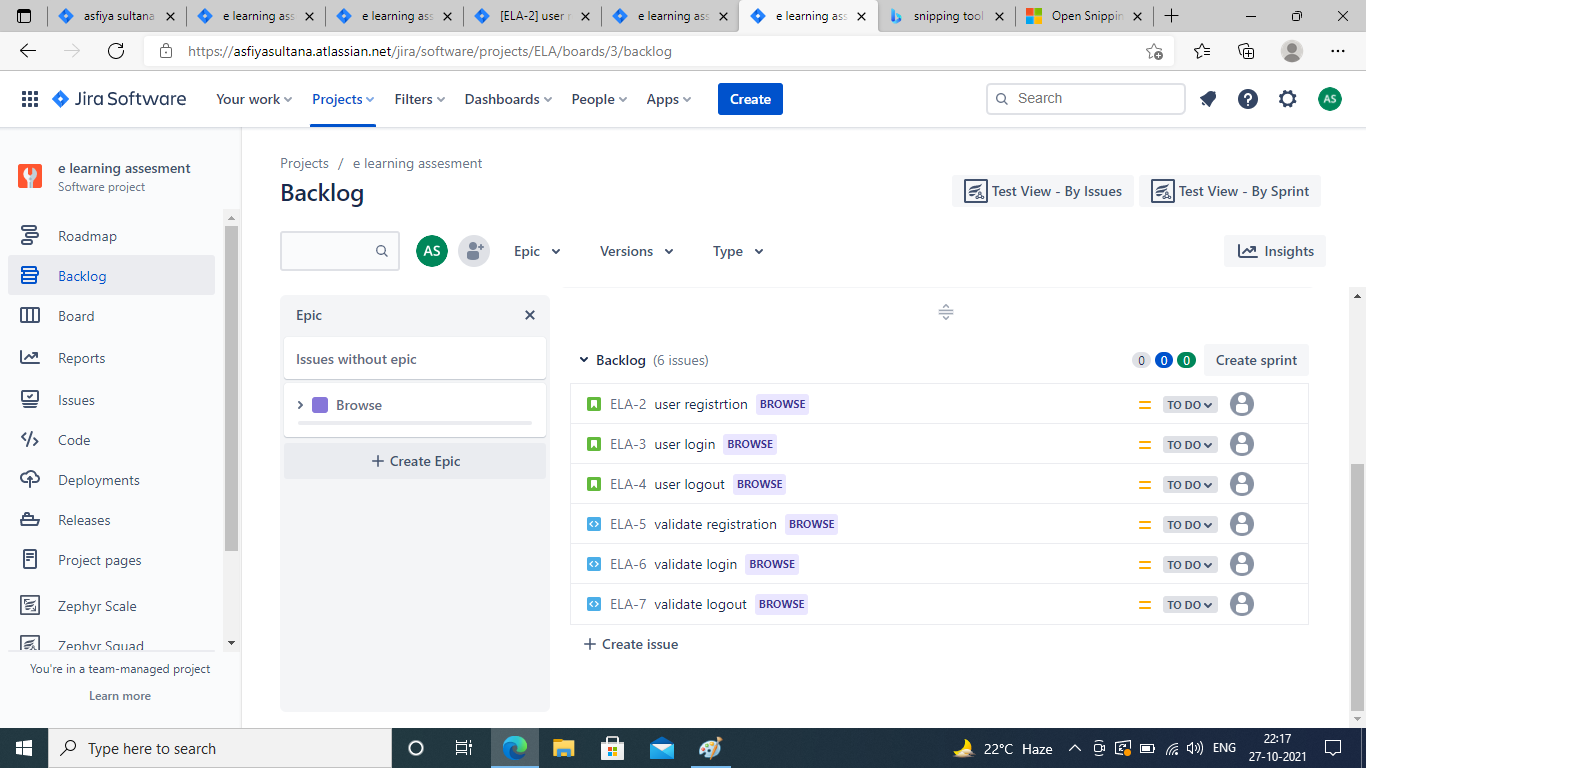 asfiya sultana
e learning ass
e learning ass
[ELA-2] user r
e learning ass
e learning ass
snipping tool
Open Snippin
https://asfiyasultana.atlassian.net/jira/software/projects/ELA/boards/3/backlog
Jira Software
Your work
Projects
Filters
Dashboards
People
Apps
Create
Search
AS
e learning assesment
Software project
Roadmap
Backlog
Board
Reports
Issues
Code
Deployments
Releases
Project pages
Zephyr Scale
Zephyr Squad
You're in a team-managed project
Learn more
Projects / e learning assesment
Backlog
Test View - By Issues
Test View - By Sprint
AS
Epic
Versions
Type
Insights
Epic
Issues without epic
Browse
+ Create Epic
Backlog (6 issues)
0 0 0
Create sprint
ELA-2 user registrtion BROWSE TO DO
ELA-3 user login BROWSE TO DO
ELA-4 user logout BROWSE TO DO
ELA-5 validate registration BROWSE TO DO
ELA-6 validate login BROWSE TO DO
ELA-7 validate logout BROWSE TO DO
+ Create issue
Type here to search
22°C Haze
ENG
22:17
27-10-2021